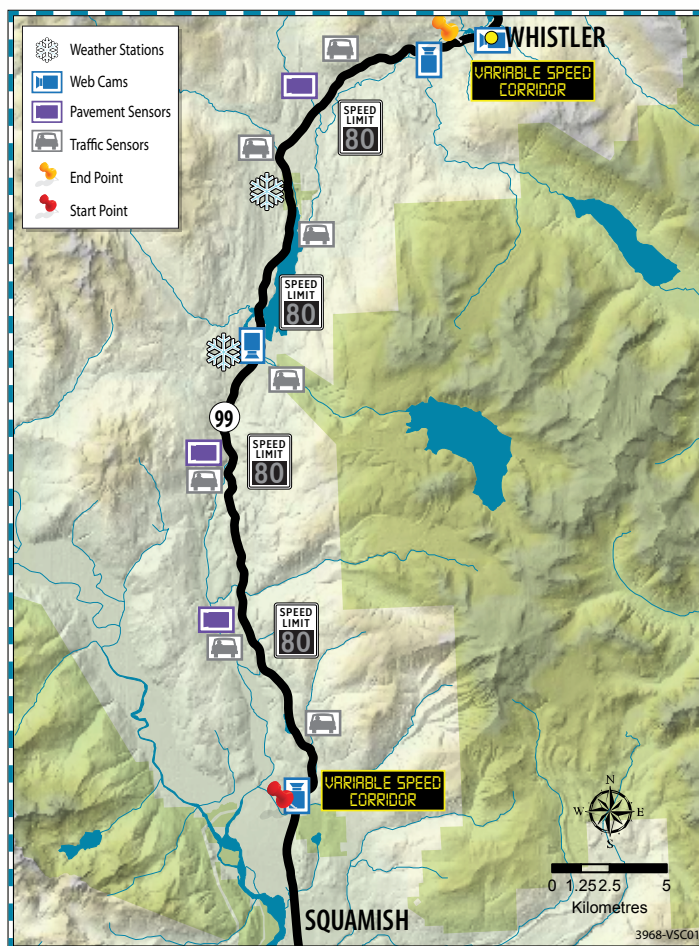 Weather Stations
Web Cams
Pavement Sensors
Traffic Sensors
End Point
Start Point
WHISTLER
VARIABLE SPEED
CORRIDOR
SPEED
LIMIT
80
SPEED
LIMIT
80
99
SPEED
LIMIT
80
SPEED
LIMIT
80
VARIABLE SPEED
CORRIDOR
N
W E
S
0 1.25 2.5 5
Kilometres
SQUAMISH
3968-VSC01